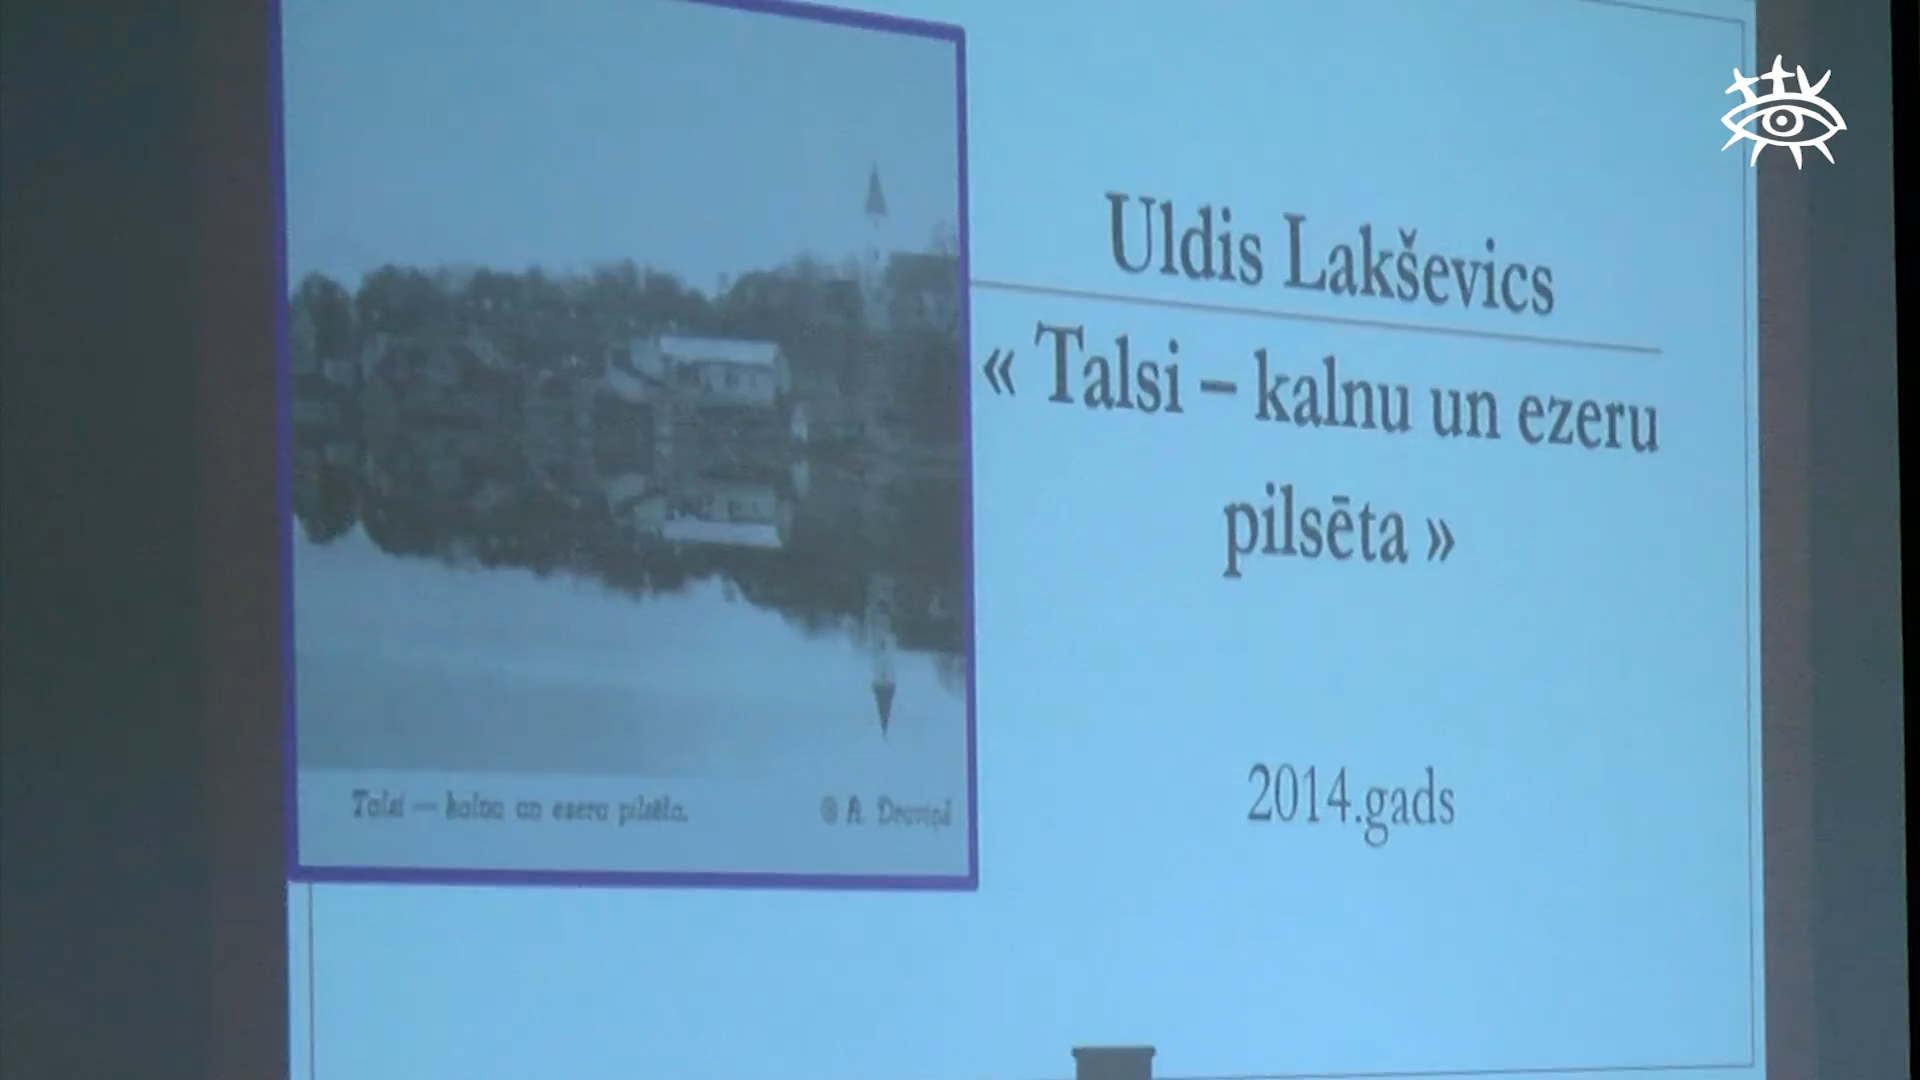 Uldis Lakševics
« Talsi – kalnu un ezeru
pilsēta »
2014.gads
Talsi — kalnu un ezeru pilsēta.
© A.